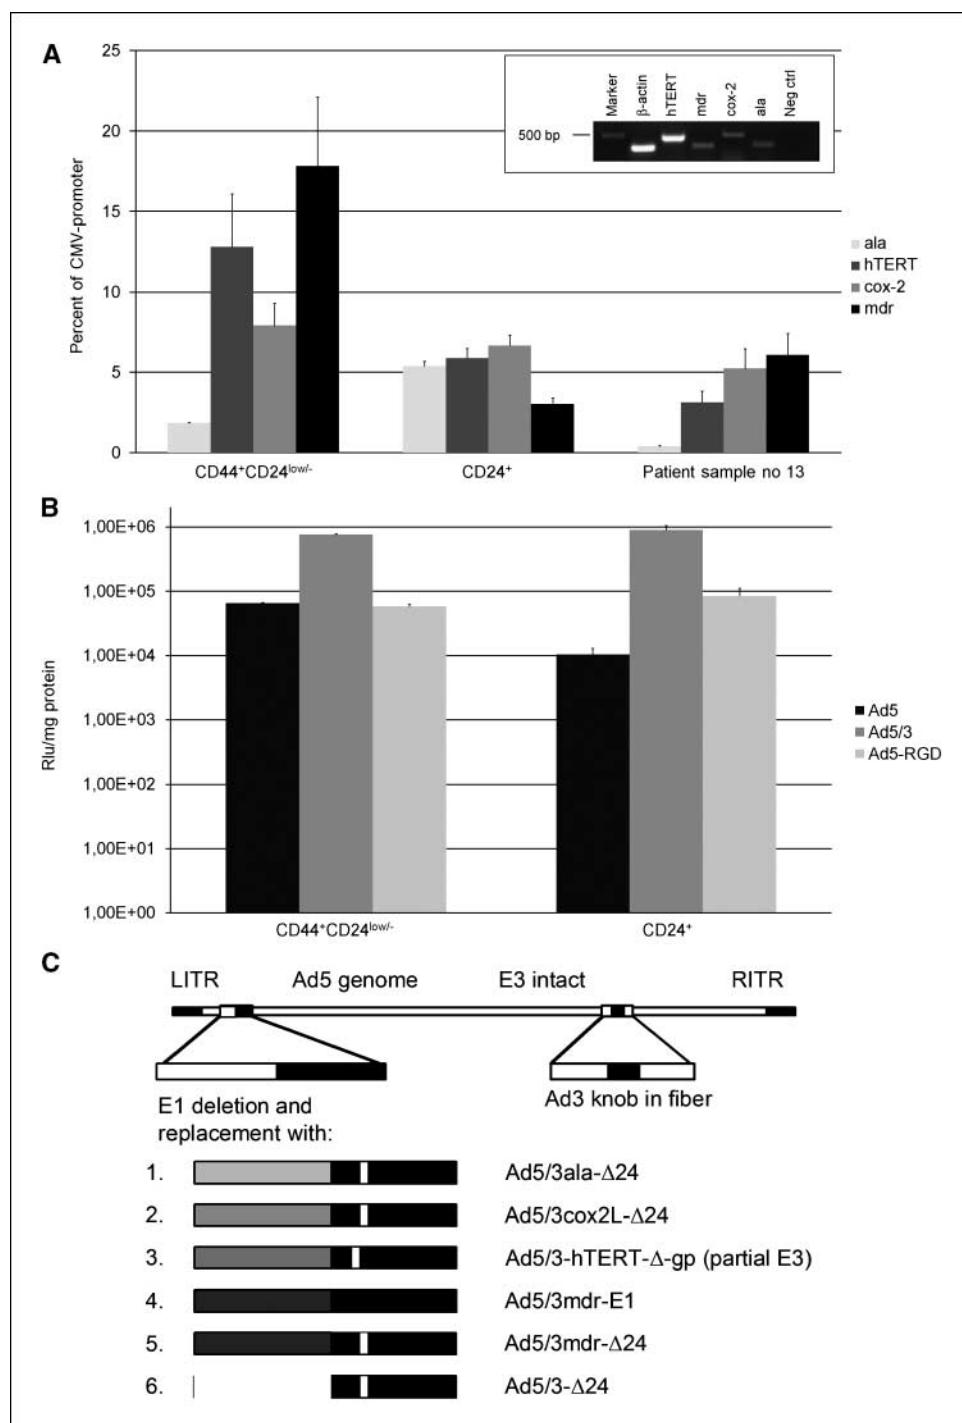 A
25
20
15
10
5
0
Percent of CMV-promoter
Marker
β-actin
hTERT
mdr
cox-2
ala
Neg ctrl
500 bp
ala
hTERT
cox-2
mdr
CD44+CD24low/-
CD24+
Patient sample no 13
B
1,00E+06
1,00E+05
1,00E+04
1,00E+03
1,00E+02
1,00E+01
1,00E+00
Rlu/mg protein
Ad5
Ad5/3
Ad5-RGD
CD44+CD24low/-
CD24+
C
LITR Ad5 genome E3 intact RITR
E1 deletion and
replacement with:
Ad3 knob in fiber
1. Ad5/3ala-Δ24
2. Ad5/3cox2L-Δ24
3. Ad5/3-hTERT-Δ-gp (partial E3)
4. Ad5/3mdr-E1
5. Ad5/3mdr-Δ24
6. Ad5/3-Δ24